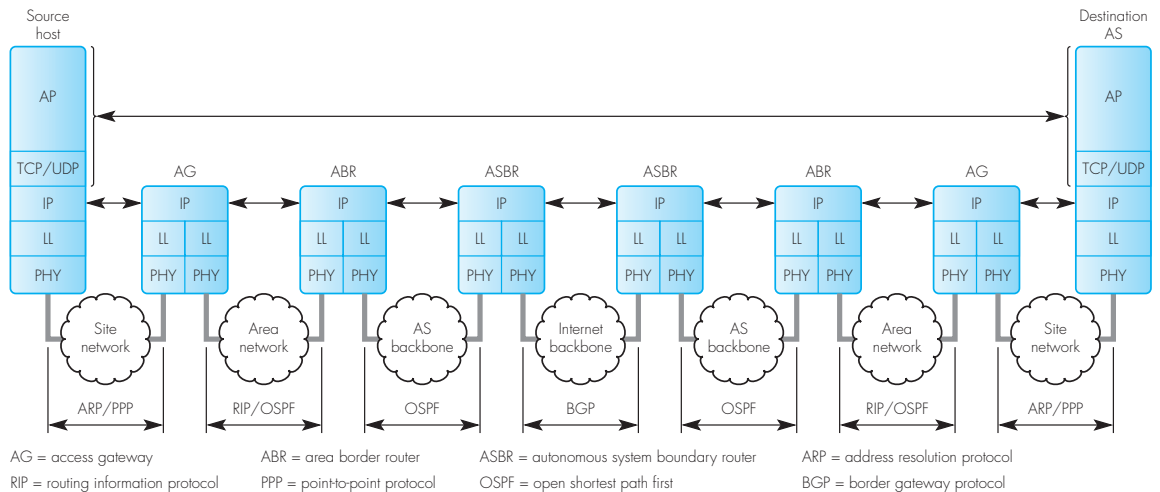 Source
host
Destination
AS
AP
AP
TCP/UDP
AG
ABR
ASBR
ASBR
ABR
AG
TCP/UDP
IP
IP
IP
IP
IP
IP
IP
IP
LL
LL
LL
LL
LL
LL
LL
LL
LL
LL
LL
LL
LL
LL
PHY
PHY
PHY
PHY
PHY
PHY
PHY
PHY
PHY
PHY
PHY
PHY
PHY
PHY
Site
network
Area
network
AS
backbone
Internet
backbone
AS
backbone
Area
network
Site
network
ARP/PPP
RIP/OSPF
OSPF
BGP
OSPF
RIP/OSPF
ARP/PPP
AG = access gateway
ABR = area border router
ASBR = autonomous system boundary router
ARP = address resolution protocol
RIP = routing information protocol
PPP = point-to-point protocol
OSPF = open shortest path first
BGP = border gateway protocol